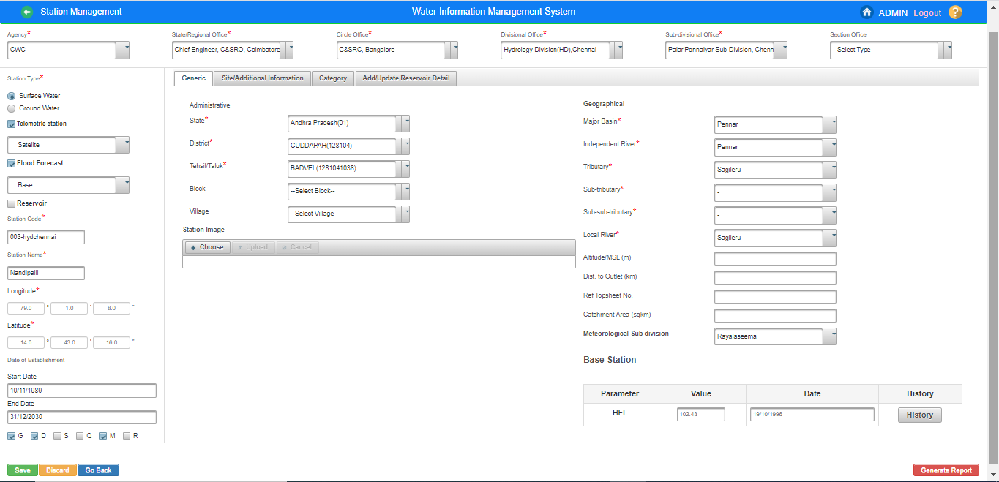 Station Management
Water Information Management System
ADMIN Logout ?
Agency* State/Regional Office* Circle Office* Divisional Office* Sub-divisional Office* Section Office
CWC Chief Engineer, C&SRO, Coimbatore C&SRC, Bangalore Hydrology Division(HD),Chennai Palar'Ponnaiyar Sub-Division, Chenn --Select Type--
Station Type*
Surface Water
Ground Water
Telemetric station
Satelite
Flood Forecast
Base
Reservoir
Station Code*
003-hydchennai
Station Name*
Nandipalli
Longitude*
79.0 ° 1.0 ' 8.0 "
Latitude*
14.0 ° 43.0 ' 16.0 "
Date of Establishment
Start Date
10/11/1989
End Date
31/12/2030
G D S Q M R
Generic Site/Additional Information Category Add/Update Reservoir Detail
Administrative
State* Andhra Pradesh(01)
District* CUDDAPAH(128104)
Tehsil/Taluk* BADVEL(1281041038)
Block --Select Block--
Village --Select Village--
Station Image
+ Choose Upload Cancel
Geographical
Major Basin* Pennar
Independent River* Pennar
Tributary* Sagileru
Sub-tributary* -
Sub-sub-tributary* -
Local River* Sagileru
Altitude/MSL (m)
Dist. to Outlet (km)
Ref Topsheet No.
Catchment Area (sqkm)
Meteorological Sub division Rayalaseema
Base Station
Parameter Value Date History
HFL 102.43 19/10/1996 History
Save Discard Go Back
Generate Report